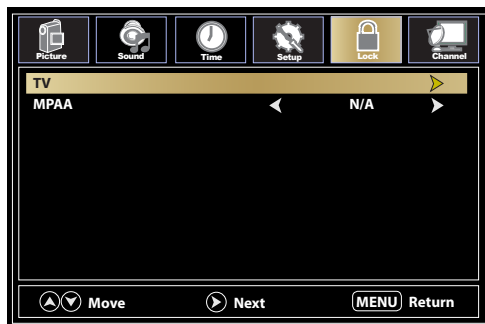 Picture Sound Time Setup Lock Channel
TV
MPAA N/A
Move Next MENU Return